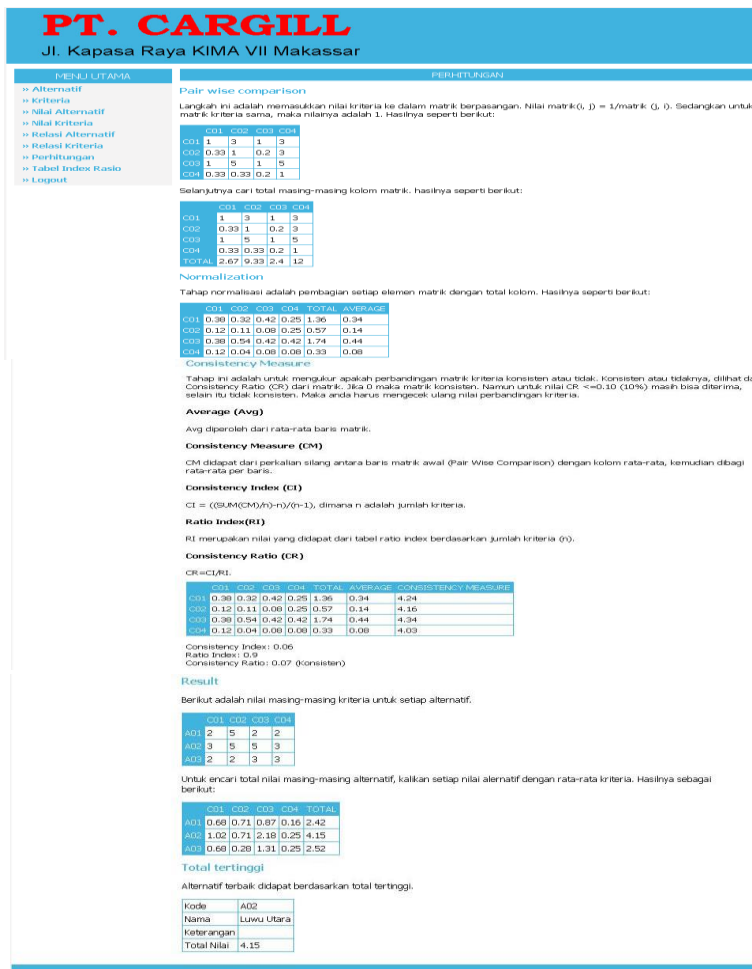 PT. CARGILL
Jl. Kapasa Raya KIMA VII Makassar
MENU UTAMA
» Alternatif
» Kriteria
» Nilai Alternatif
» Nilai Kriteria
» Relasi Alternatif
» Relasi Kriteria
» Perhitungan
» Tabel Index Rasio
» Logout
PERHITUNGAN
Pair wise comparison
Langkah ini adalah memasukkan nilai kriteria ke dalam matrik berpasangan. Nilai matrik(i, j) = 1/matrik (j, i). Sedangkan untuk
matrik kriteria sama, maka nilainya adalah 1. Hasilnya seperti berikut:
C01 C02 C03 C04
C01 1 3 1 3
C02 0.33 1 0.2 3
C03 1 5 1 5
C04 0.33 0.33 0.2 1
Selanjutnya cari total masing-masing kolom matrik. hasilnya seperti berikut:
C01 C02 C03 C04
C01 1 3 1 3
C02 0.33 1 0.2 3
C03 1 5 1 5
C04 0.33 0.33 0.2 1
TOTAL 2.67 9.33 2.4 12
Normalization
Tahap normalisasi adalah pembagian setiap elemen matrik dengan total kolom. Hasilnya seperti berikut:
C01 C02 C03 C04 TOTAL AVERAGE
C01 0.38 0.32 0.42 0.25 1.36 0.34
C02 0.12 0.11 0.08 0.25 0.57 0.14
C03 0.38 0.54 0.42 0.42 1.74 0.44
C04 0.12 0.04 0.08 0.08 0.33 0.08
Consistency Measure
Tahap ini adalah untuk mengukur apakah perbandingan matrik kriteria konsisten atau tidak. Konsisten atau tidaknya, dilihat da
Consistency Ratio (CR) dari matrik. Jika 0 maka matrik konsisten. Namun untuk nilai CR <=0.10 (10%) masih bisa diterima,
selain itu tidak konsisten. Maka anda harus mengecek ulang nilai perbandingan kriteria.
Average (Avg)
Avg diperoleh dari rata-rata baris matrik.
Consistency Measure (CM)
CM didapat dari perkalian silang antara baris matrik awal (Pair Wise Comparison) dengan kolom rata-rata, kemudian dibagi
rata-rata per baris.
Consistency Index (CI)
CI = ((SUM(CM)/n)-n)/(n-1), dimana n adalah jumlah kriteria.
Ratio Index(RI)
RI merupakan nilai yang didapat dari tabel ratio index berdasarkan jumlah kriteria (n).
Consistency Ratio (CR)
CR=CI/RI.
C01 C02 C03 C04 TOTAL AVERAGE CONSISTENCY MEASURE
C01 0.38 0.32 0.42 0.25 1.36 0.34 4.24
C02 0.12 0.11 0.08 0.25 0.57 0.14 4.16
C03 0.38 0.54 0.42 0.42 1.74 0.44 4.34
C04 0.12 0.04 0.08 0.08 0.33 0.08 4.03
Consistency Index: 0.06
Ratio Index: 0.9
Consistency Ratio: 0.07 (Konsisten)
Result
Berikut adalah nilai masing-masing kriteria untuk setiap alternatif.
C01 C02 C03 C04
A01 2 5 2 2
A02 3 5 5 3
A03 2 2 3 3
Untuk encari total nilai masing-masing alternatif, kalikan setiap nilai alernatif dengan rata-rata kriteria. Hasilnya sebagai
berikut:
C01 C02 C03 C04 TOTAL
A01 0.68 0.71 0.87 0.16 2.42
A02 1.02 0.71 2.18 0.25 4.15
A03 0.68 0.28 1.31 0.25 2.52
Total tertinggi
Alternatif terbaik didapat berdasarkan total tertinggi.
Kode A02
Nama Luwu Utara
Keterangan
Total Nilai 4.15